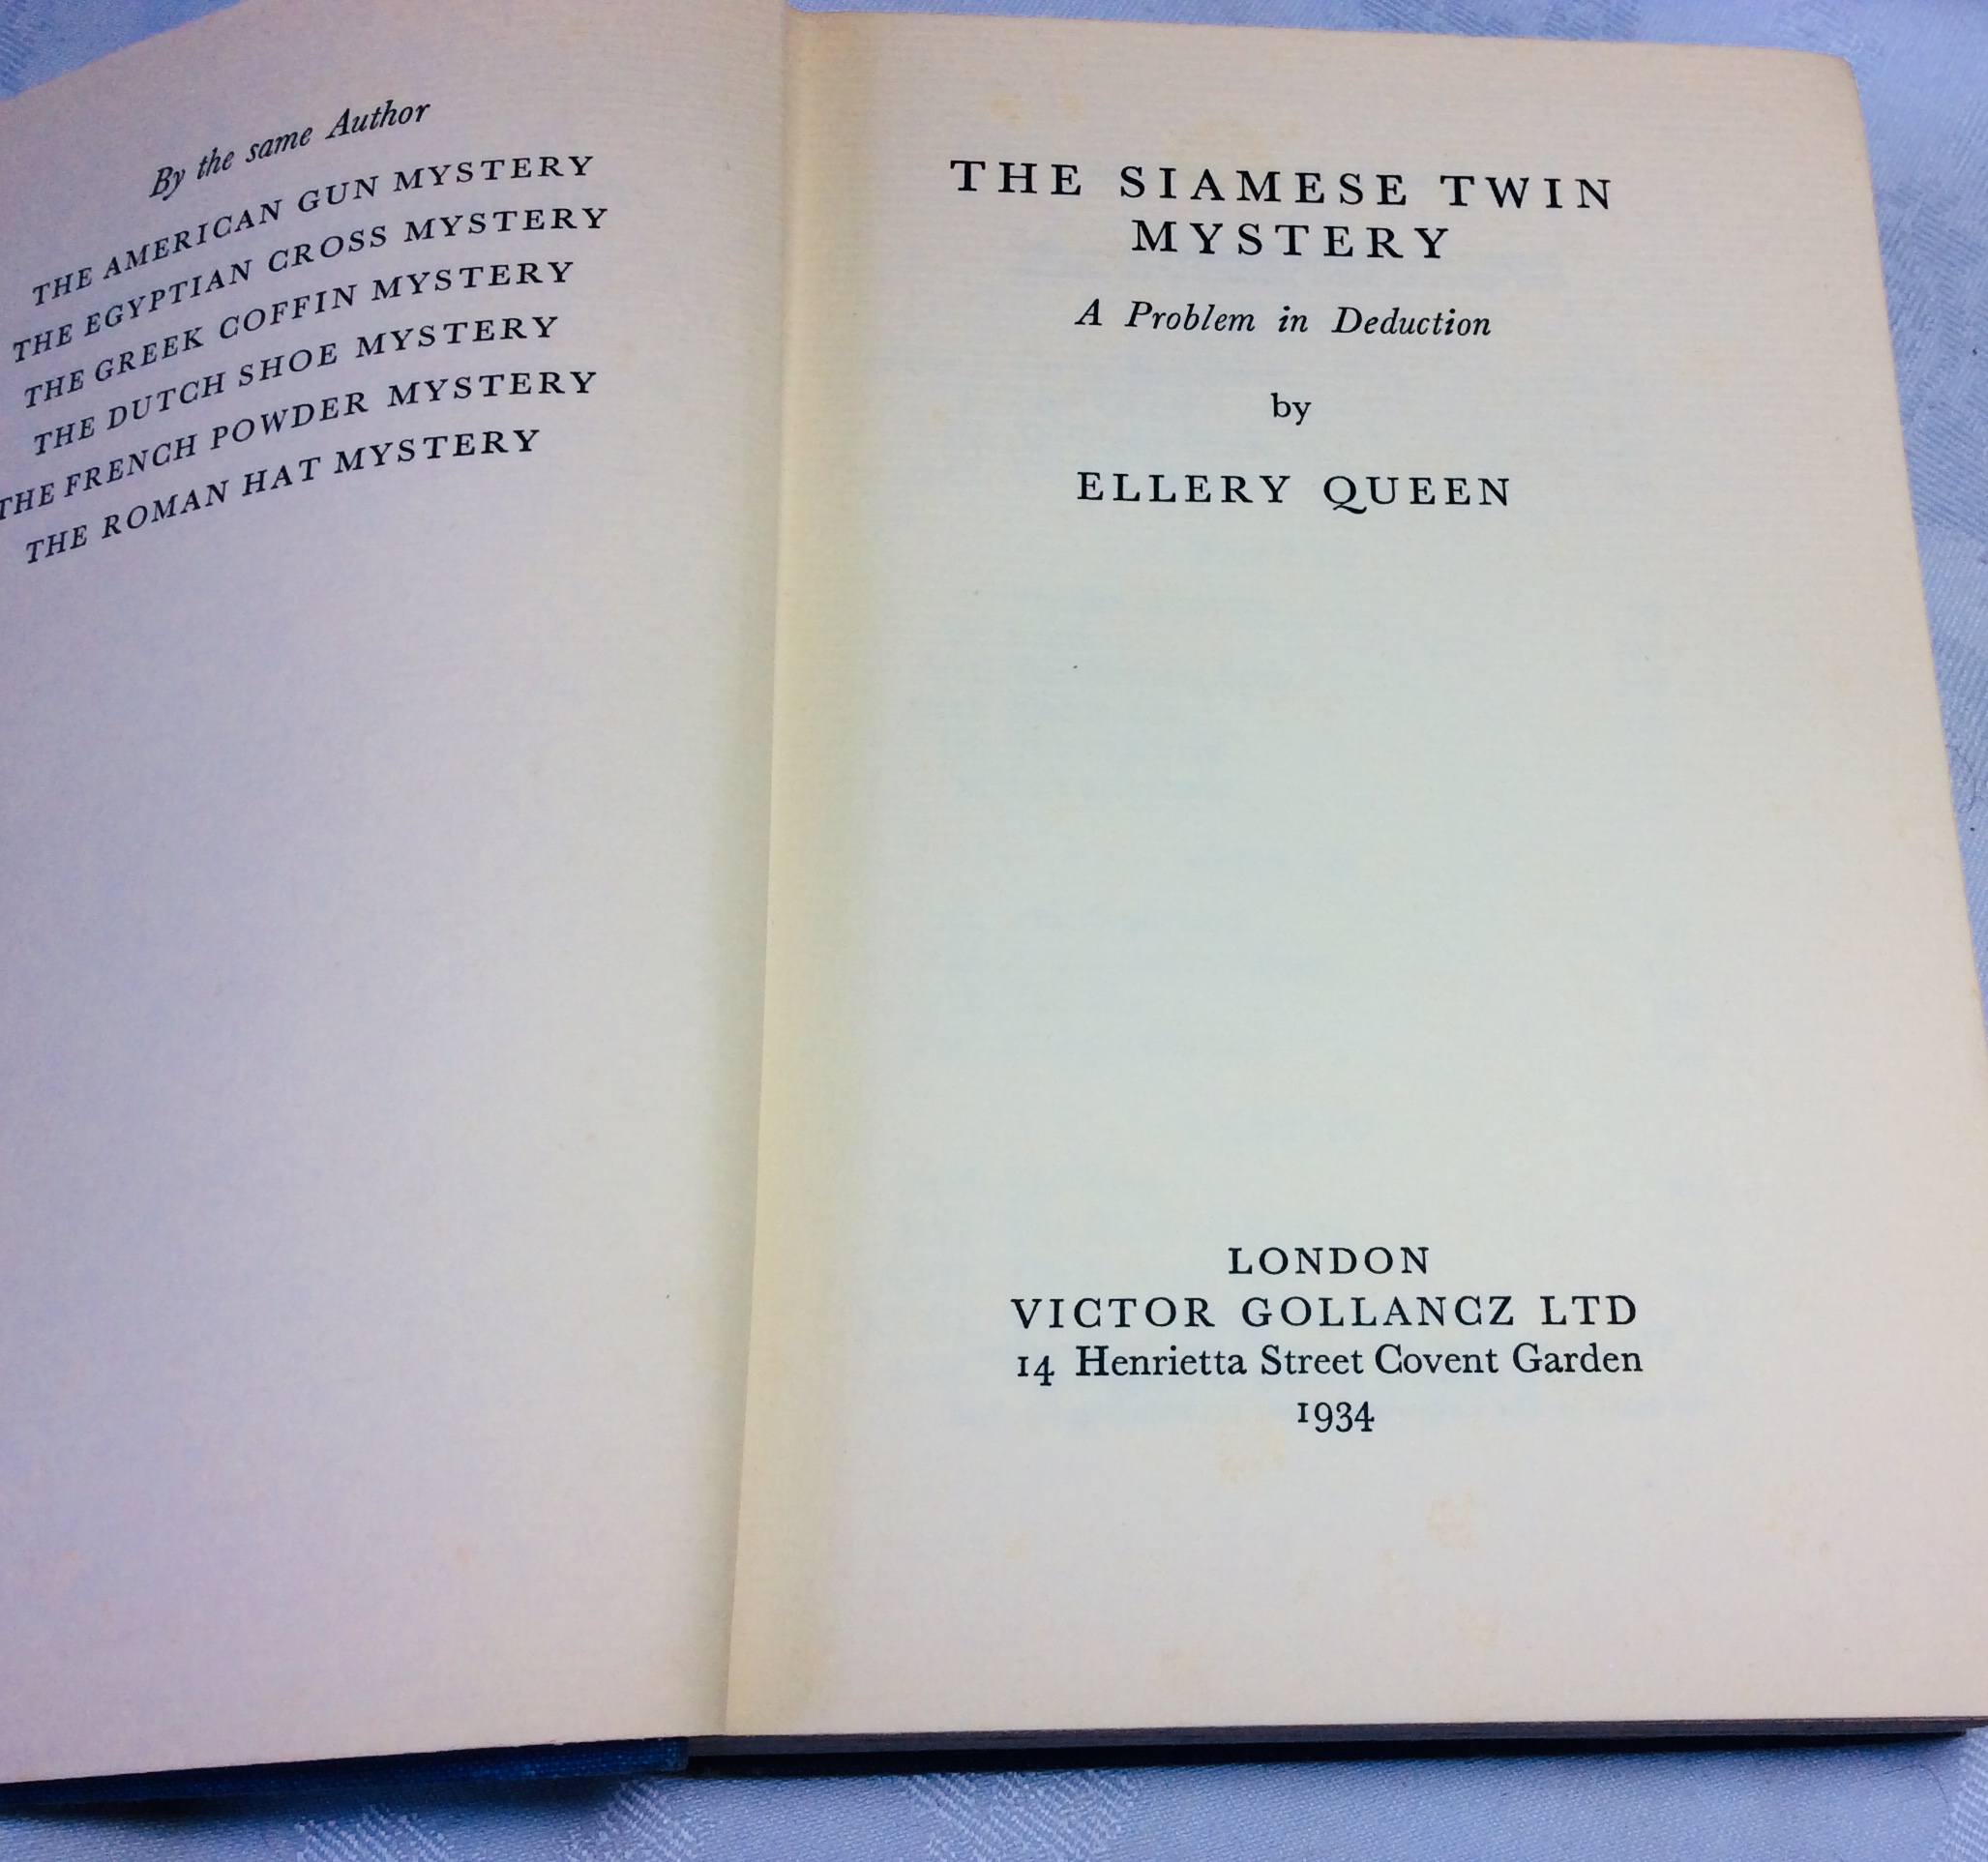 By the same Author
THE AMERICAN GUN MYSTERY
THE EGYPTIAN CROSS MYSTERY
THE GREEK COFFIN MYSTERY
THE DUTCH SHOE MYSTERY
THE FRENCH POWDER MYSTERY
THE ROMAN HAT MYSTERY
THE SIAMESE TWIN
MYSTERY
A Problem in Deduction
by
ELLERY QUEEN
LONDON
VICTOR GOLLANCZ LTD
14 Henrietta Street Covent Garden
1934